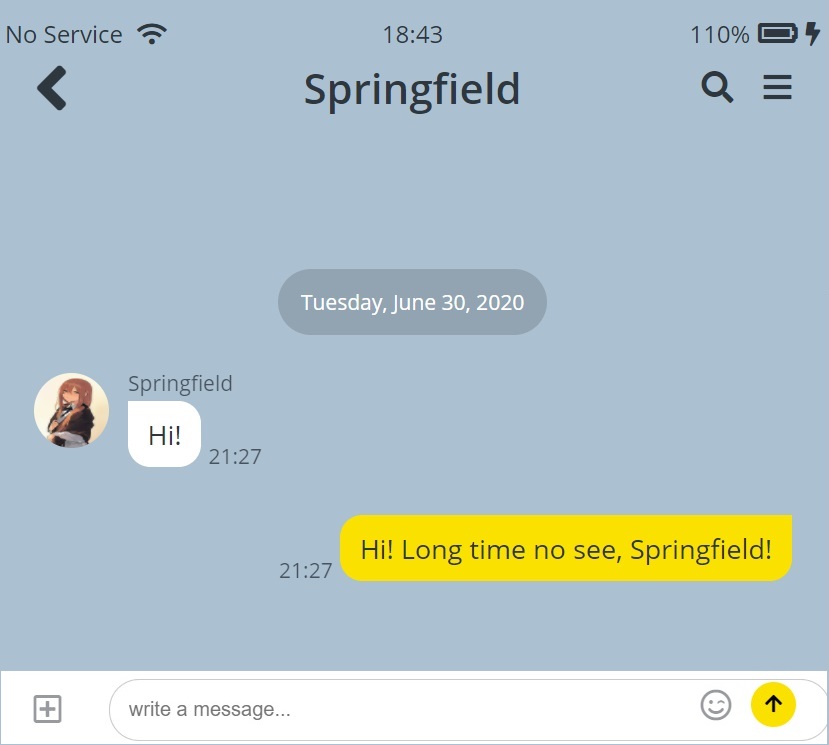 No Service 18:43 110%
Springfield
Tuesday, June 30, 2020
Springfield
Hi!
21:27
Hi! Long time no see, Springfield!
21:27
write a message...